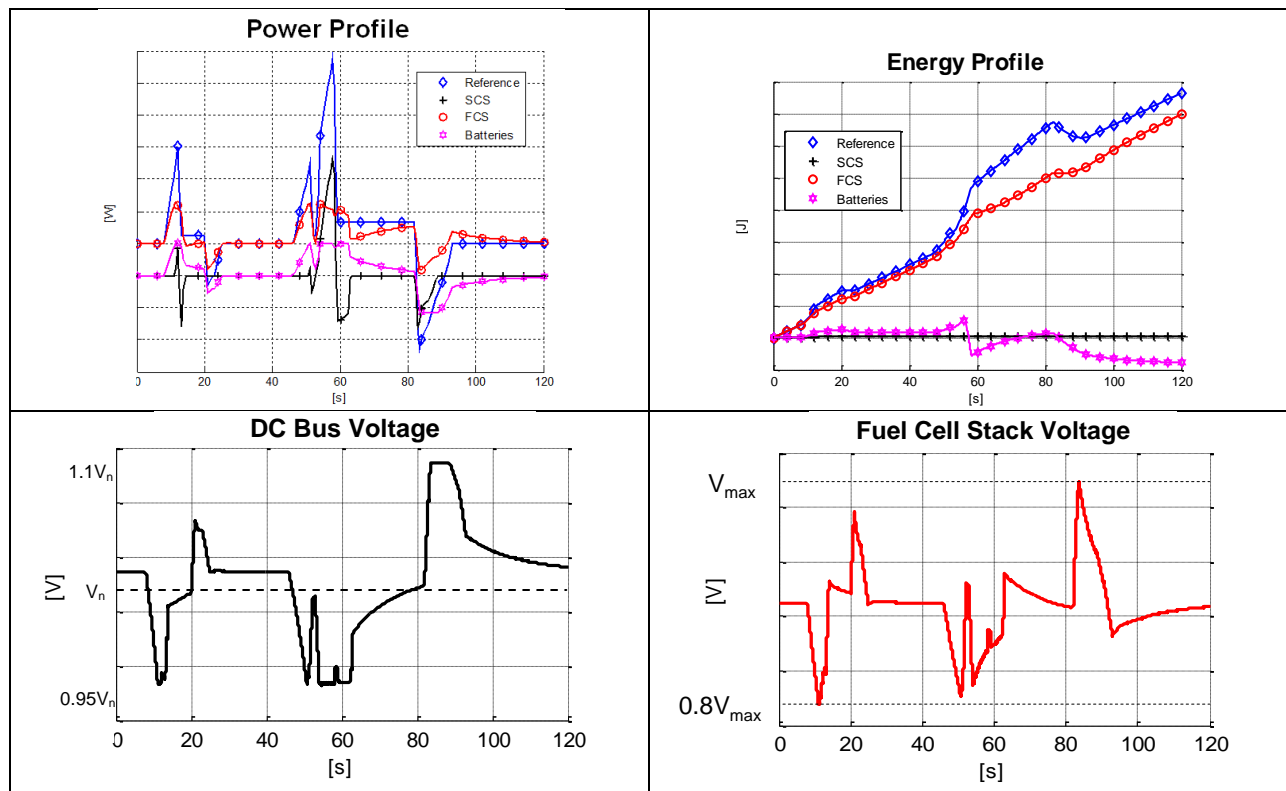 Power Profile
Reference
SCS
FCS
Batteries
[W]
0 20 40 60 80 100 120
[s]
Energy Profile
Reference
SCS
FCS
Batteries
[J]
0 20 40 60 80 100 120
[s]
DC Bus Voltage
1.1Vn
Vn
0.95Vn
[V]
0 20 40 60 80 100 120
[s]
Fuel Cell Stack Voltage
Vmax
0.8Vmax
[V]
0 20 40 60 80 100 120
[s]